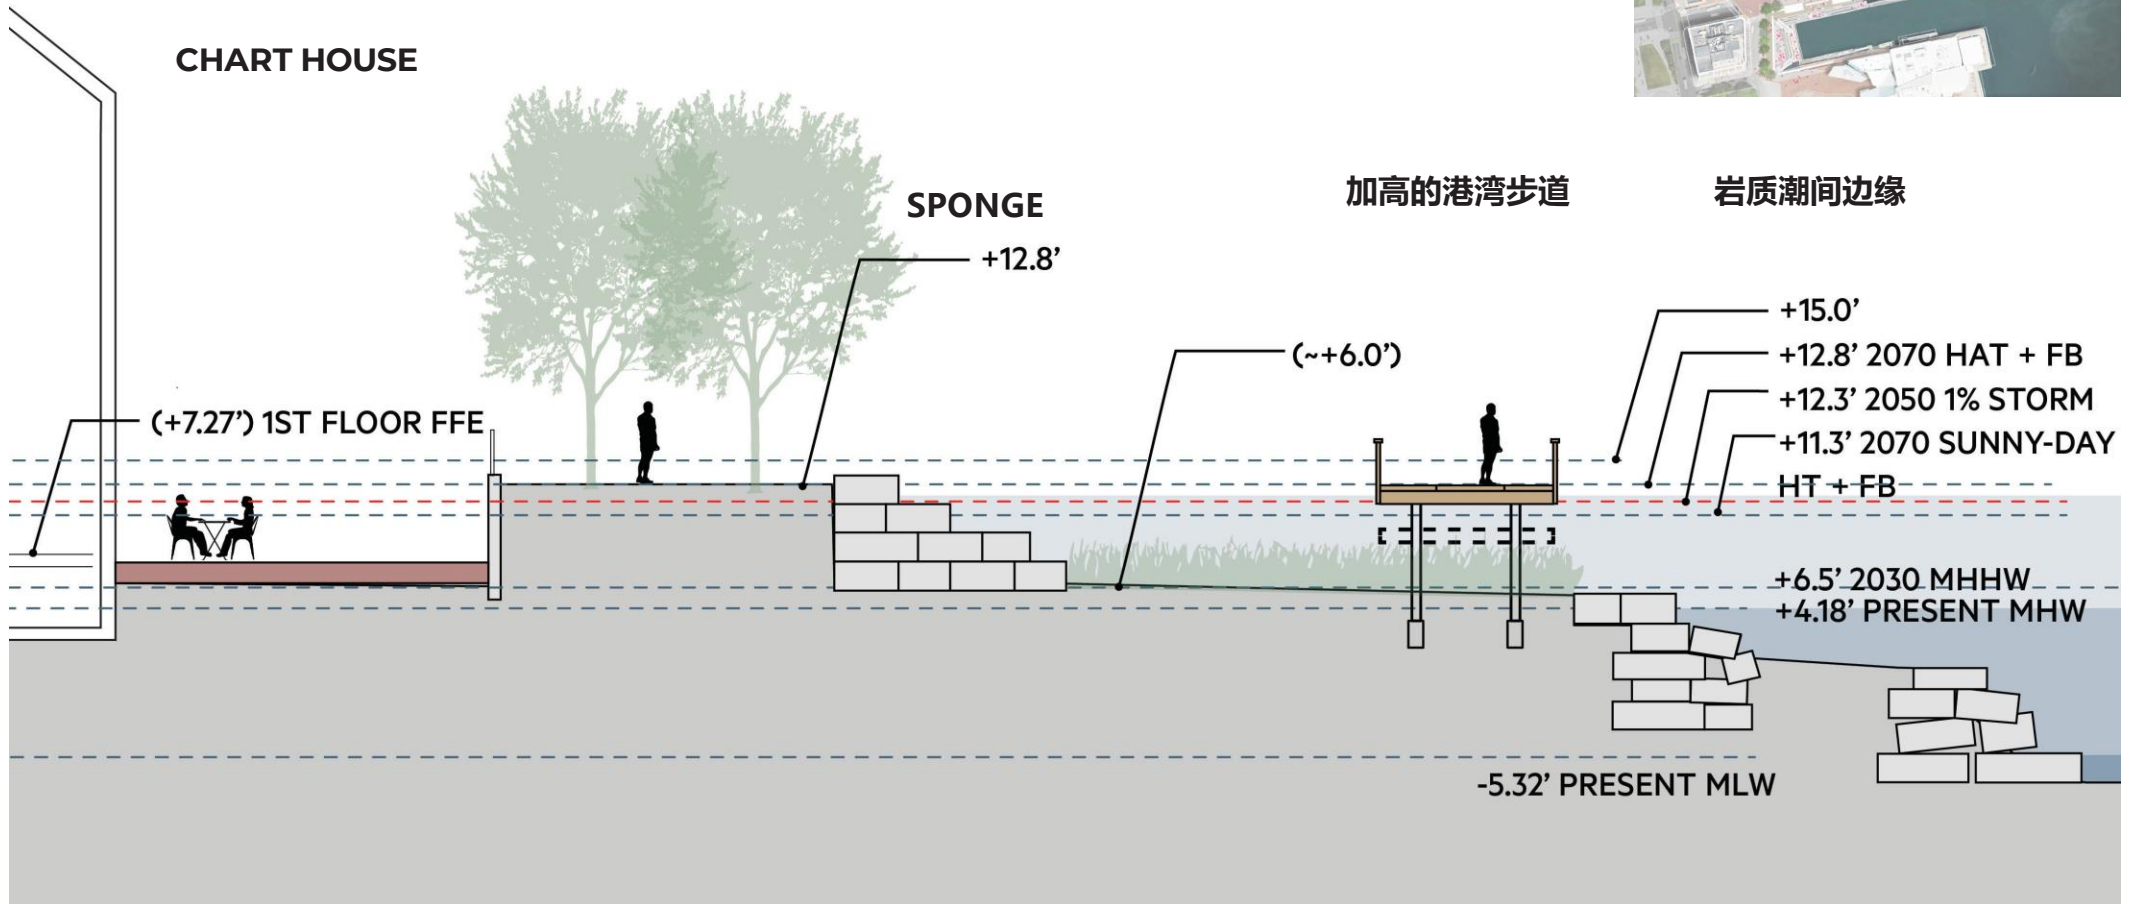 CHART HOUSE
SPONGE
加高的港湾步道
岩质潮间边缘
+12.8’
(~+6.0’)
+15.0’
+12.8’ 2070 HAT + FB
+12.3’ 2050 1% STORM
+11.3’ 2070 SUNNY-DAY
HT + FB
(+7.27’) 1ST FLOOR FFE
+6.5’ 2030 MHHW
+4.18’ PRESENT MHW
-5.32’ PRESENT MLW